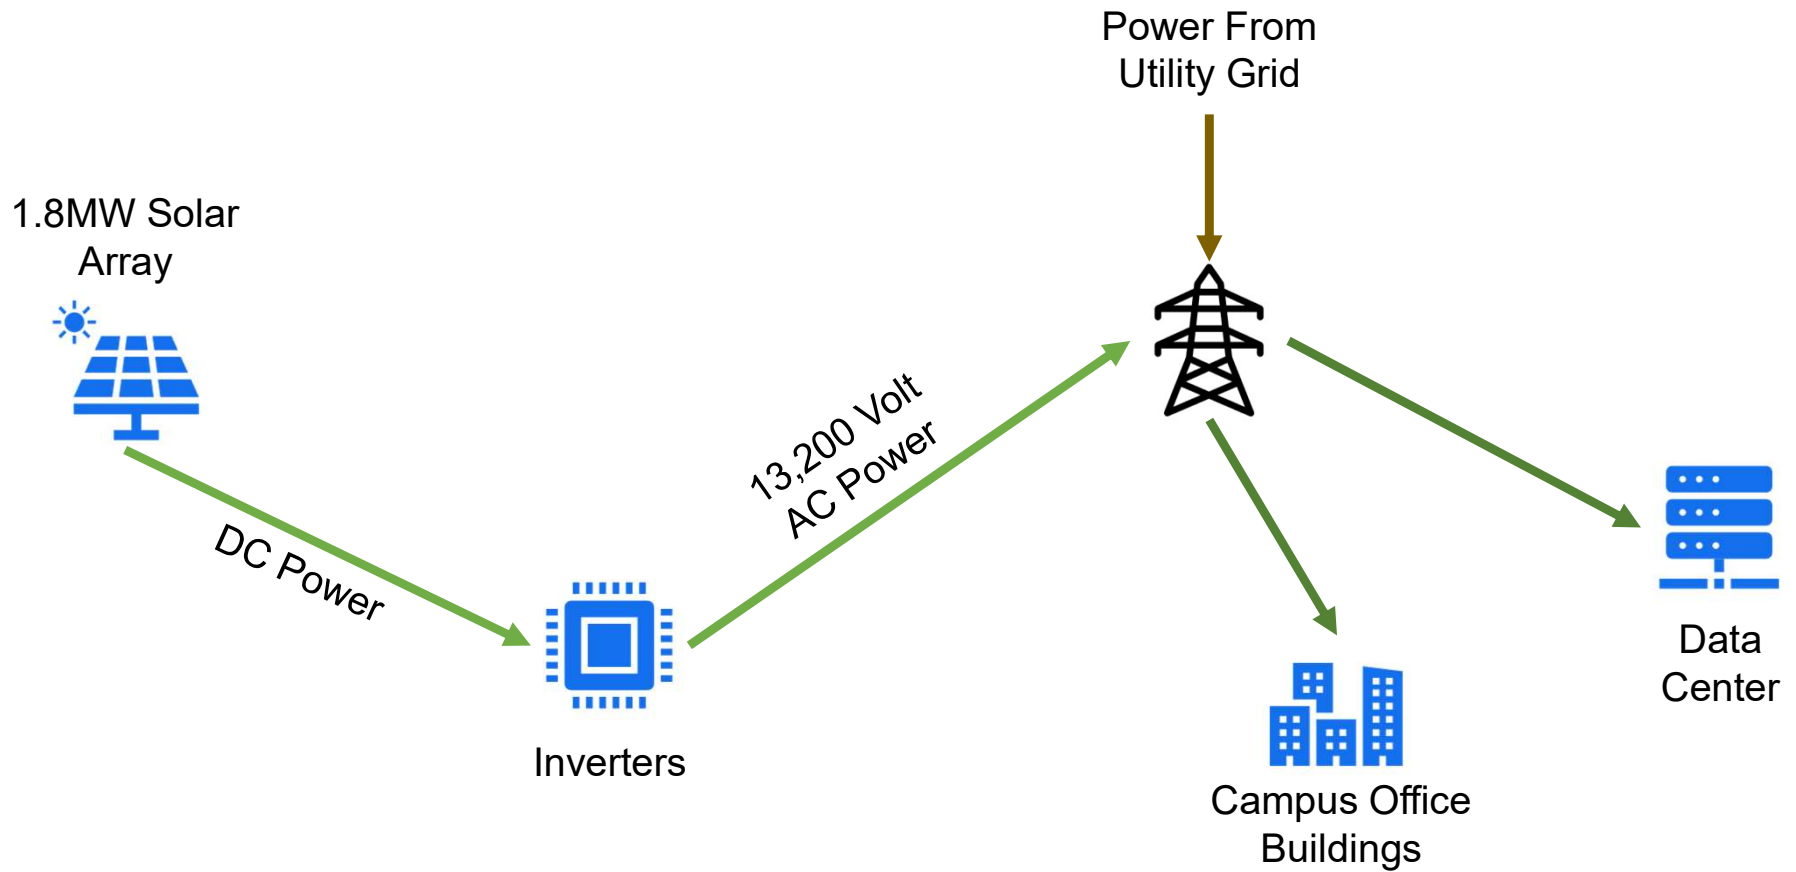 Power From
Utility Grid
1.8MW Solar
Array
13,200 Volt
AC Power
DC Power
Data
Center
Inverters
Campus Office
Buildings